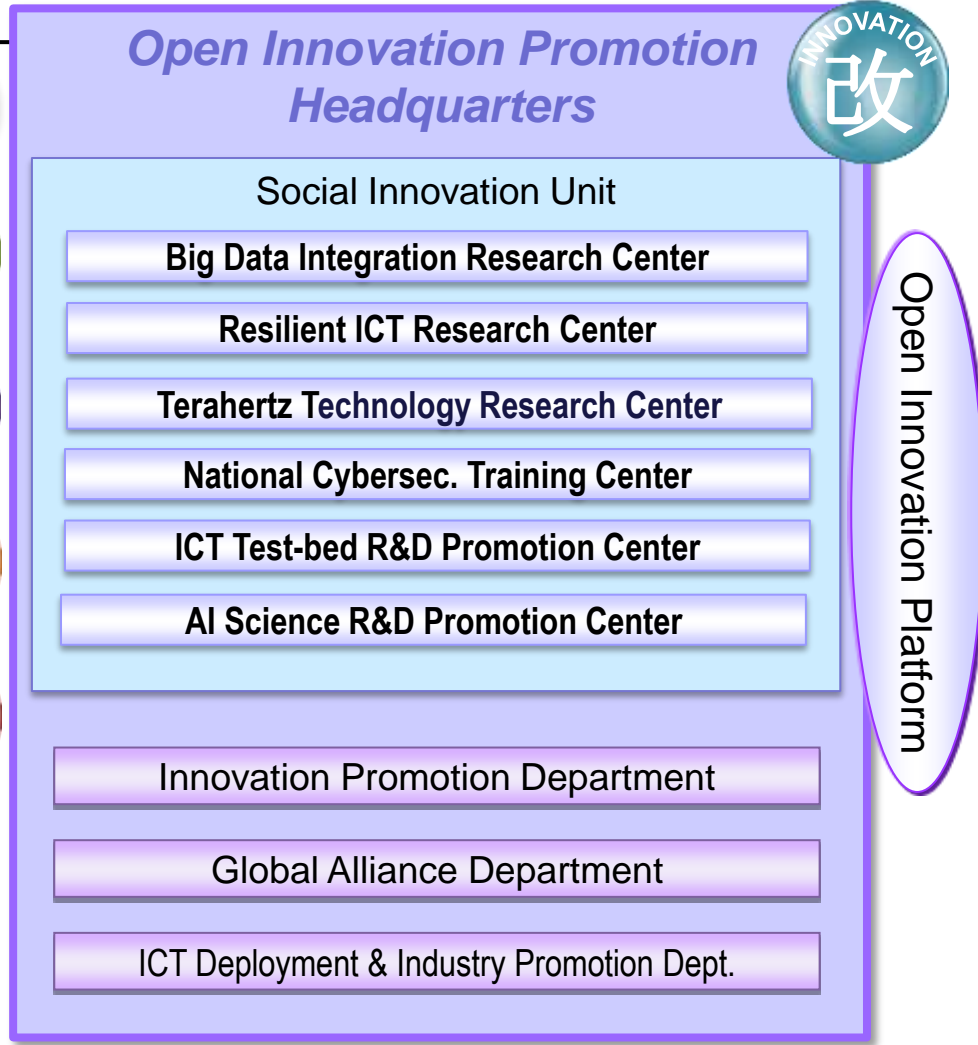 Open Innovation Promotion
Headquarters
INNOVATION
改
Social Innovation Unit
Big Data Integration Research Center
Resilient ICT Research Center
Terahertz Technology Research Center
National Cybersec. Training Center
ICT Test-bed R&D Promotion Center
AI Science R&D Promotion Center
Open Innovation Platform
Innovation Promotion Department
Global Alliance Department
ICT Deployment & Industry Promotion Dept.